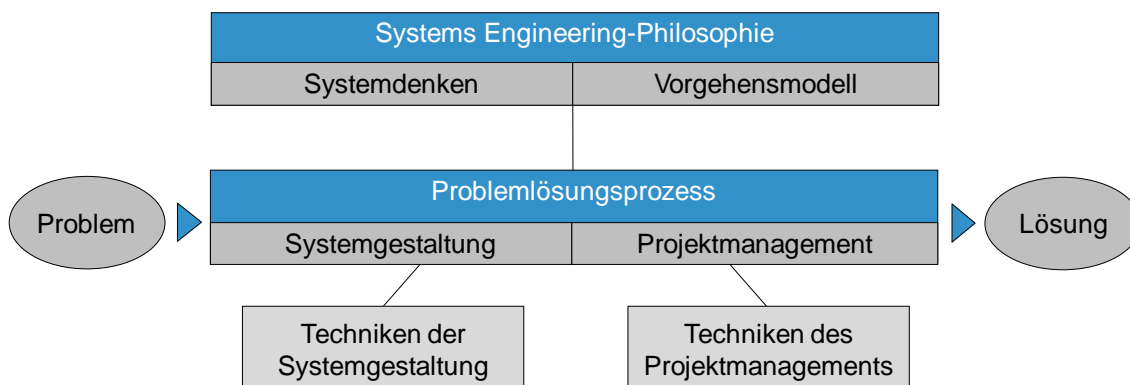 Systems Engineering-Philosophie
Systemdenken
Vorgehensmodell
Problem
Problemlösungsprozess
Systemgestaltung
Projektmanagement
Lösung
Techniken der
Systemgestaltung
Techniken des
Projektmanagements